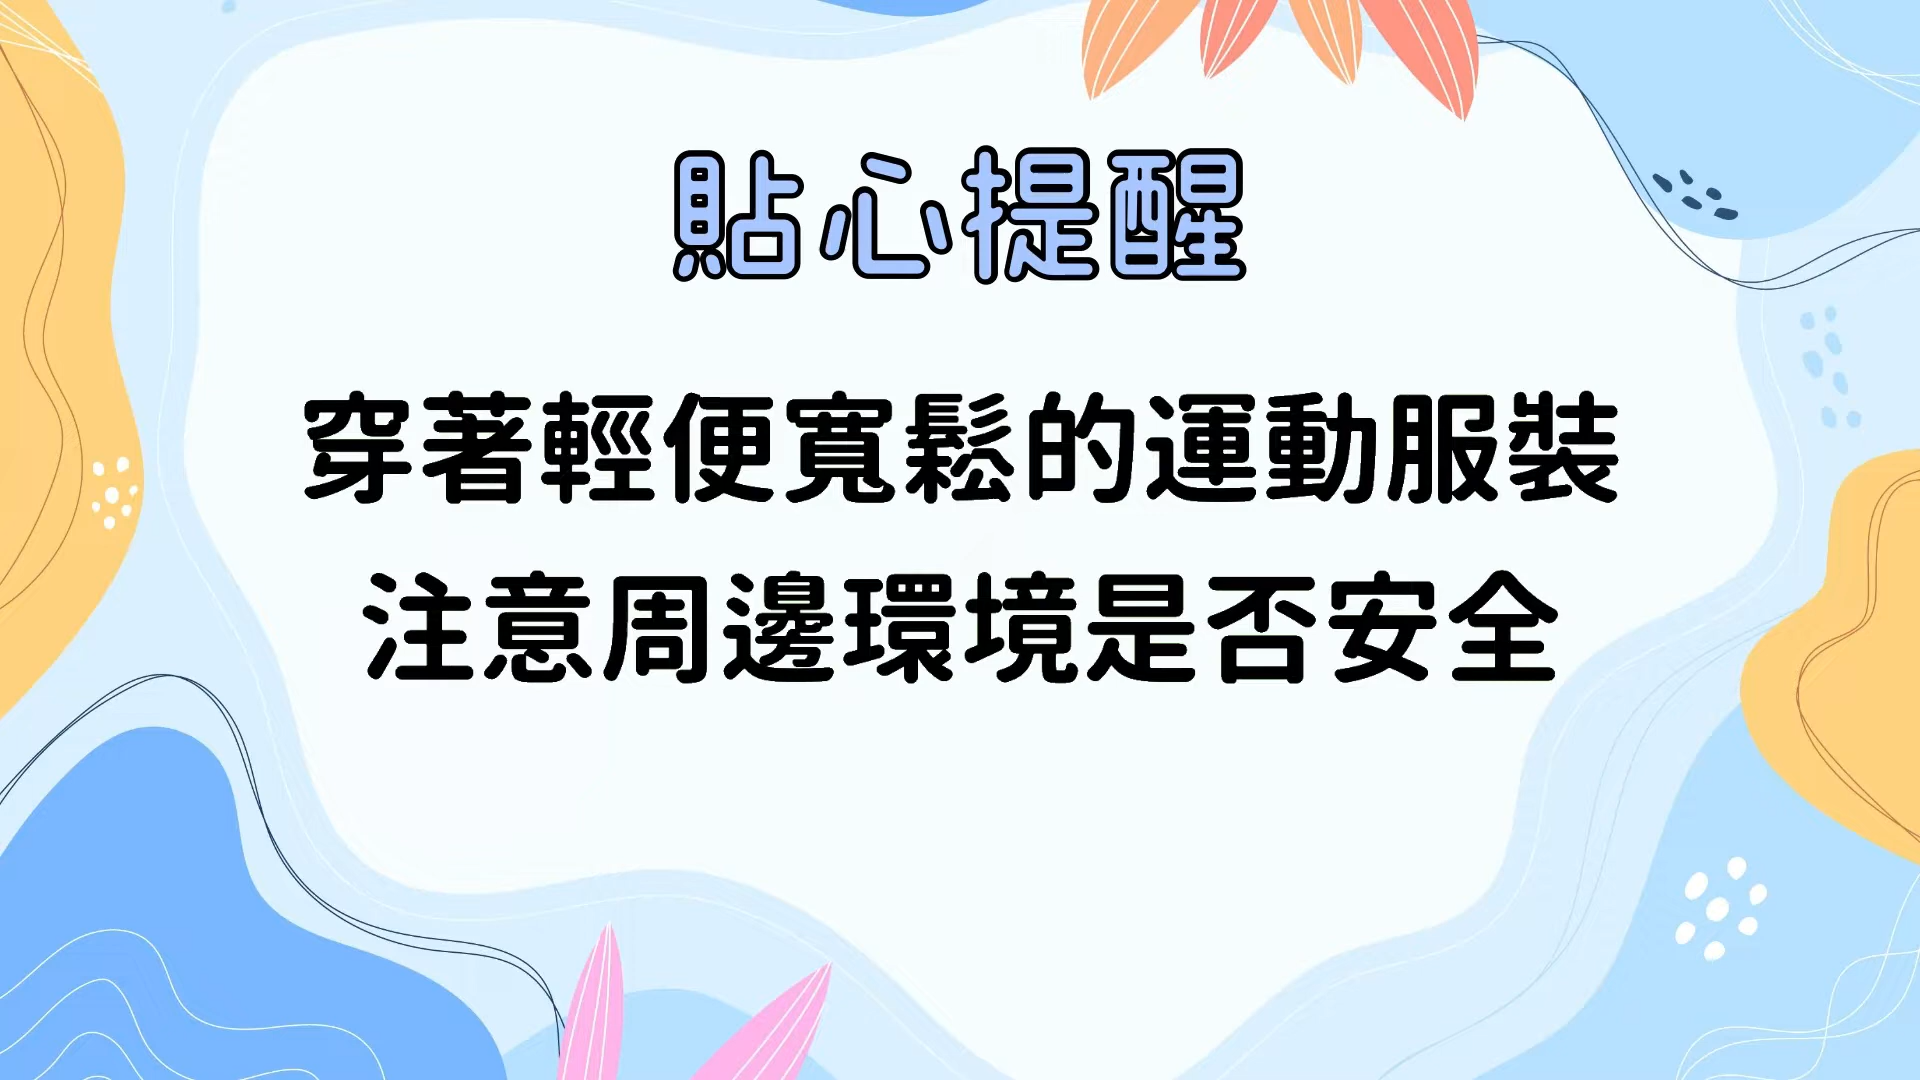 貼心提醒
穿著輕便寬鬆的運動服裝
注意周邊環境是否安全